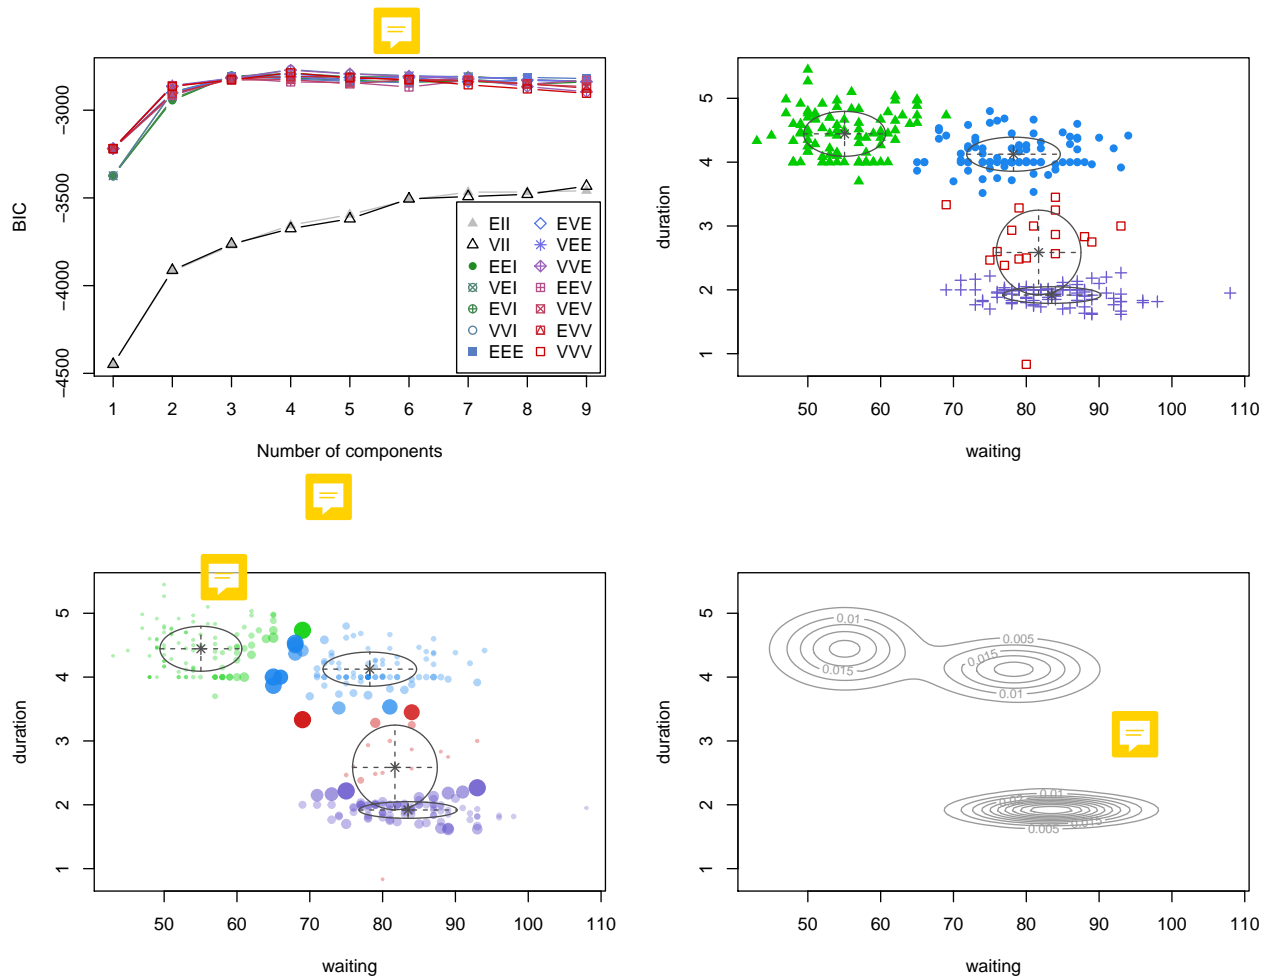 BIC
-3000
-3500
-4000
-4500
1 2 3 4 5 6 7 8 9
Number of components
EII
VII
EEI
VEI
EVI
VVI
EEE
EVE
VEE
VVE
EEV
VEV
EVV
VVV
duration
5
4
3
2
1
50 60 70 80 90 100 110
waiting
duration
5
4
3
2
1
50 60 70 80 90 100 110
waiting
duration
5
4
3
2
1
0.01
0.015
0.005
0.015
0.01
0.01
0.02
0.015
0.005
50 60 70 80 90 100 110
waiting